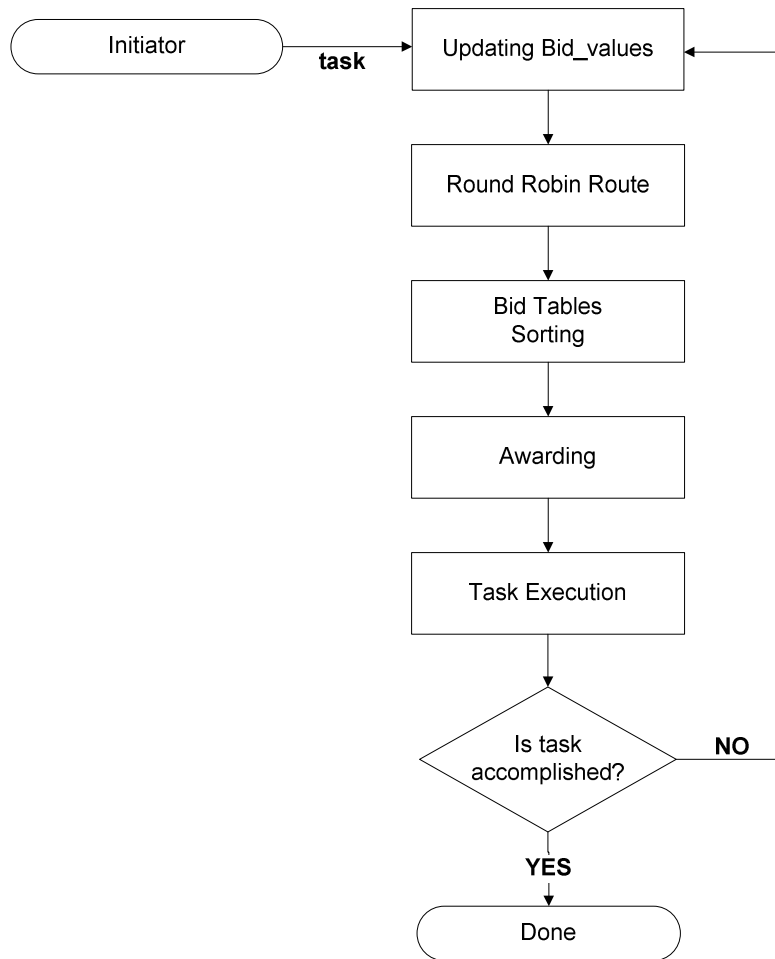 Initiator
task
Updating Bid_values
Round Robin Route
Bid Tables
Sorting
Awarding
Task Execution
Is task
accomplished?
NO
YES
Done